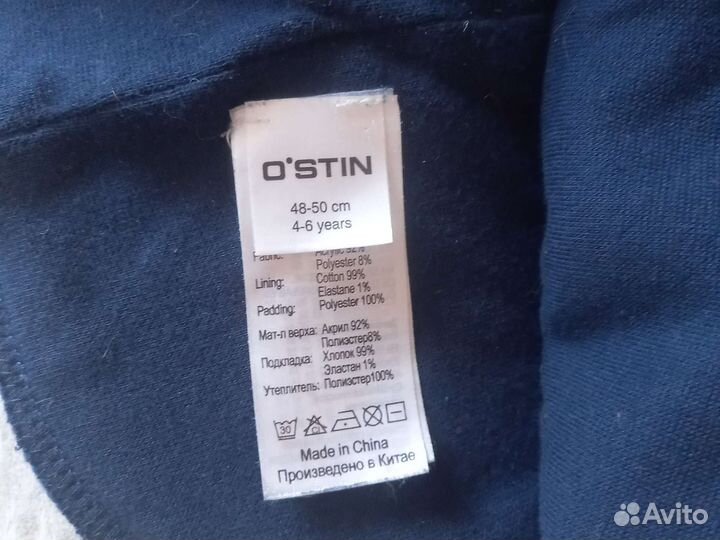 O'STIN
48-50 cm
4-6 years
Fabric: Acrylic 92%
Polyester 8%
Lining: Cotton 99%
Elastane 1%
Padding: Polyester 100%
Мат-л верха: Акрил 92%
Полиэстер8%
Подкладка: Хлопок 99%
Эластан 1%
Утеплитель: Полиэстер100%
30
Cl
Made in China
Произведено в Китае
Avito